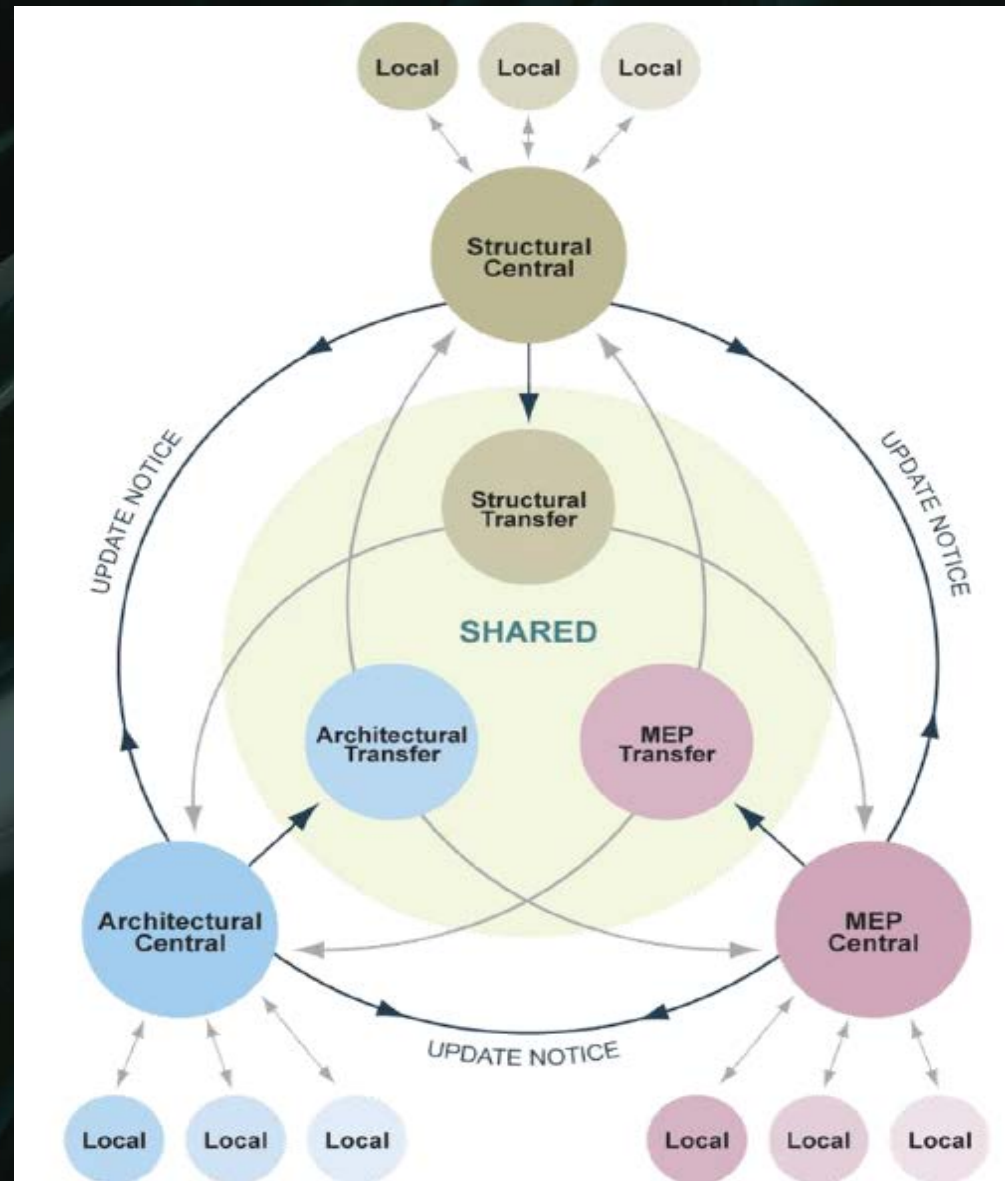 Local
Local
Local
Structural
Central
UPDATE NOTICE
UPDATE NOTICE
Structural
Transfer
SHARED
Architectural
Transfer
MEP
Transfer
Architectural
Central
MEP
Central
UPDATE NOTICE
Local
Local
Local
Local
Local
Local